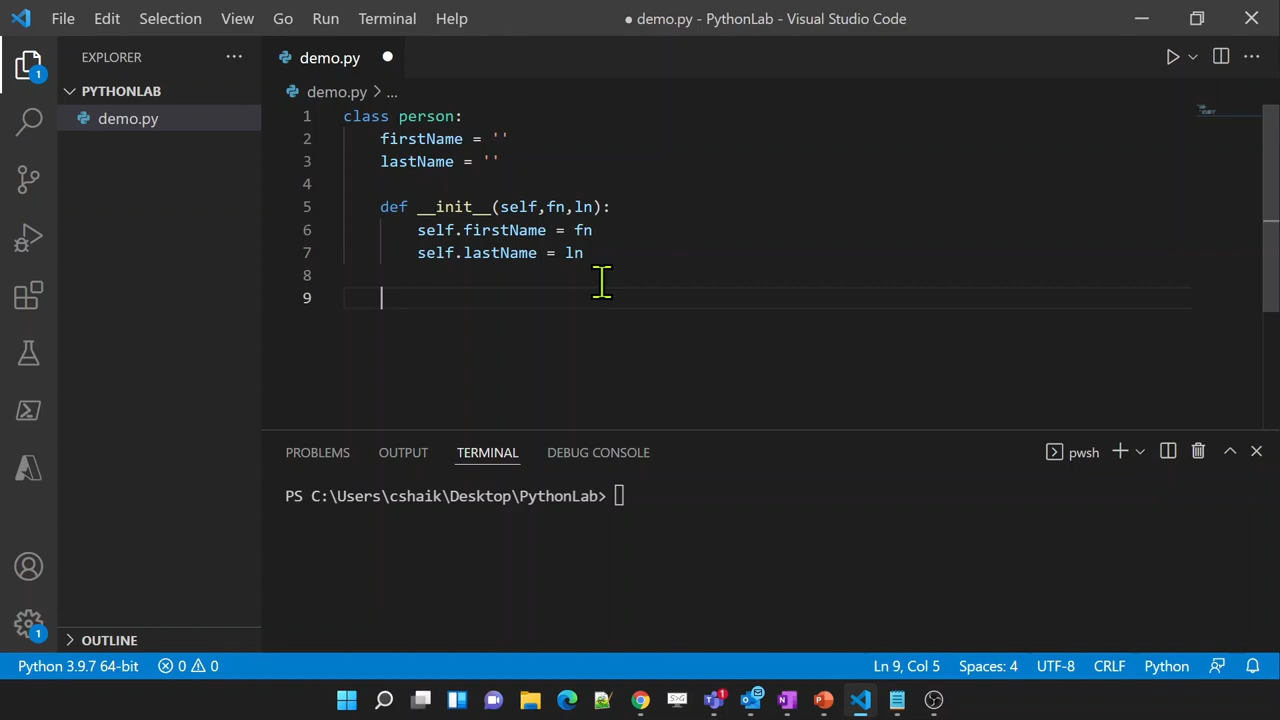 File Edit Selection View Go Run Terminal Help ● demo.py - PythonLab - Visual Studio Code
EXPLORER ... demo.py
PYTHONLAB
demo.py
demo.py > ...
1 class person:
2 firstName = ''
3 lastName = ''
4
5 def __init__(self,fn,ln):
6 self.firstName = fn
7 self.lastName = ln
8
9
PROBLEMS OUTPUT TERMINAL DEBUG CONSOLE pwsh
PS C:\Users\cshaik\Desktop\PythonLab>
1
1
OUTLINE
Python 3.9.7 64-bit 0 0 Ln 9, Col 5 Spaces: 4 UTF-8 CRLF Python
1